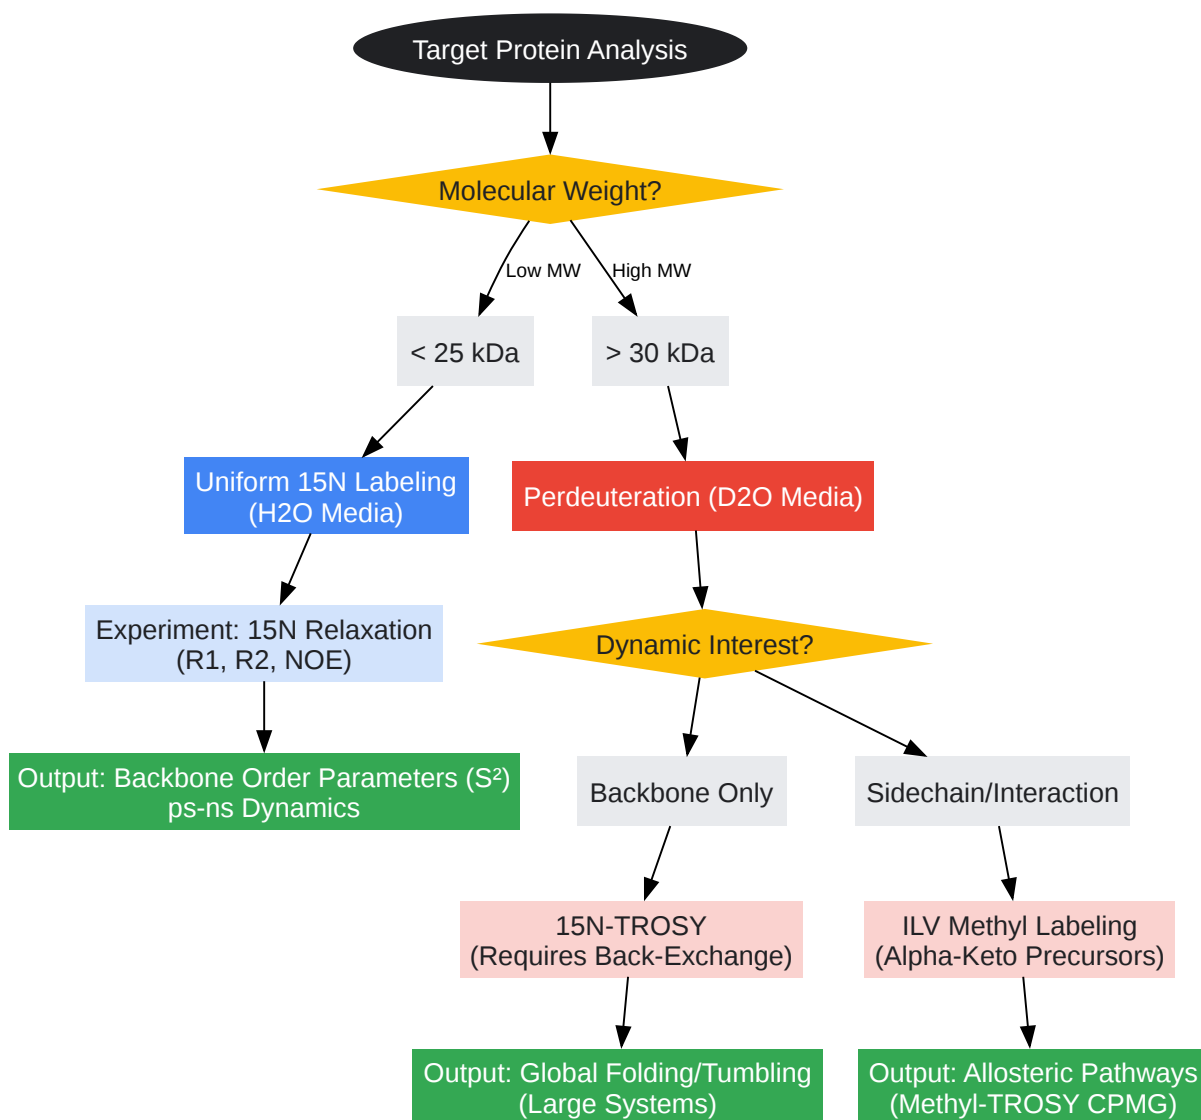 Target Protein Analysis
Molecular Weight?
Low MW
High MW
< 25 kDa
> 30 kDa
Uniform 15N Labeling
(H2O Media)
Perdeuteration (D2O Media)
Experiment: 15N Relaxation
(R1, R2, NOE)
Dynamic Interest?
Output: Backbone Order Parameters (S²)
ps-ns Dynamics
Backbone Only
Sidechain/Interaction
15N-TROSY
(Requires Back-Exchange)
ILV Methyl Labeling
(Alpha-Keto Precursors)
Output: Global Folding/Tumbling
(Large Systems)
Output: Allosteric Pathways
(Methyl-TROSY CPMG)